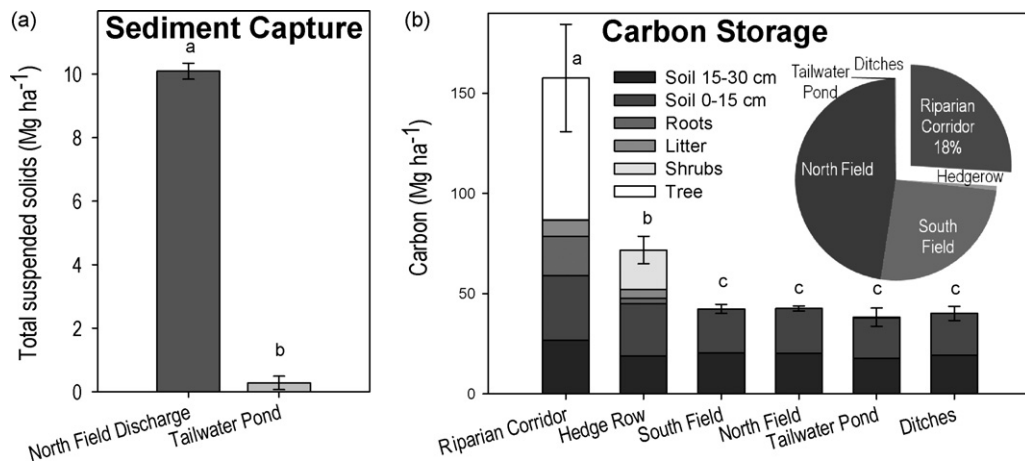 (a)
Sediment Capture
Total suspended solids (Mg ha⁻¹)
10
8
6
4
2
0
a
b
North Field Discharge
Tailwater Pond
(b)
Carbon Storage
Carbon (Mg ha⁻¹)
150
100
50
0
a
b
c
c
c
c
Soil 15-30 cm
Soil 0-15 cm
Roots
Litter
Shrubs
Tree
Ditches
Tailwater
Pond
Riparian
Corridor
18%
Hedgerow
North Field
South
Field
Riparian Corridor
Hedge Row
South Field
North Field
Tailwater Pond
Ditches